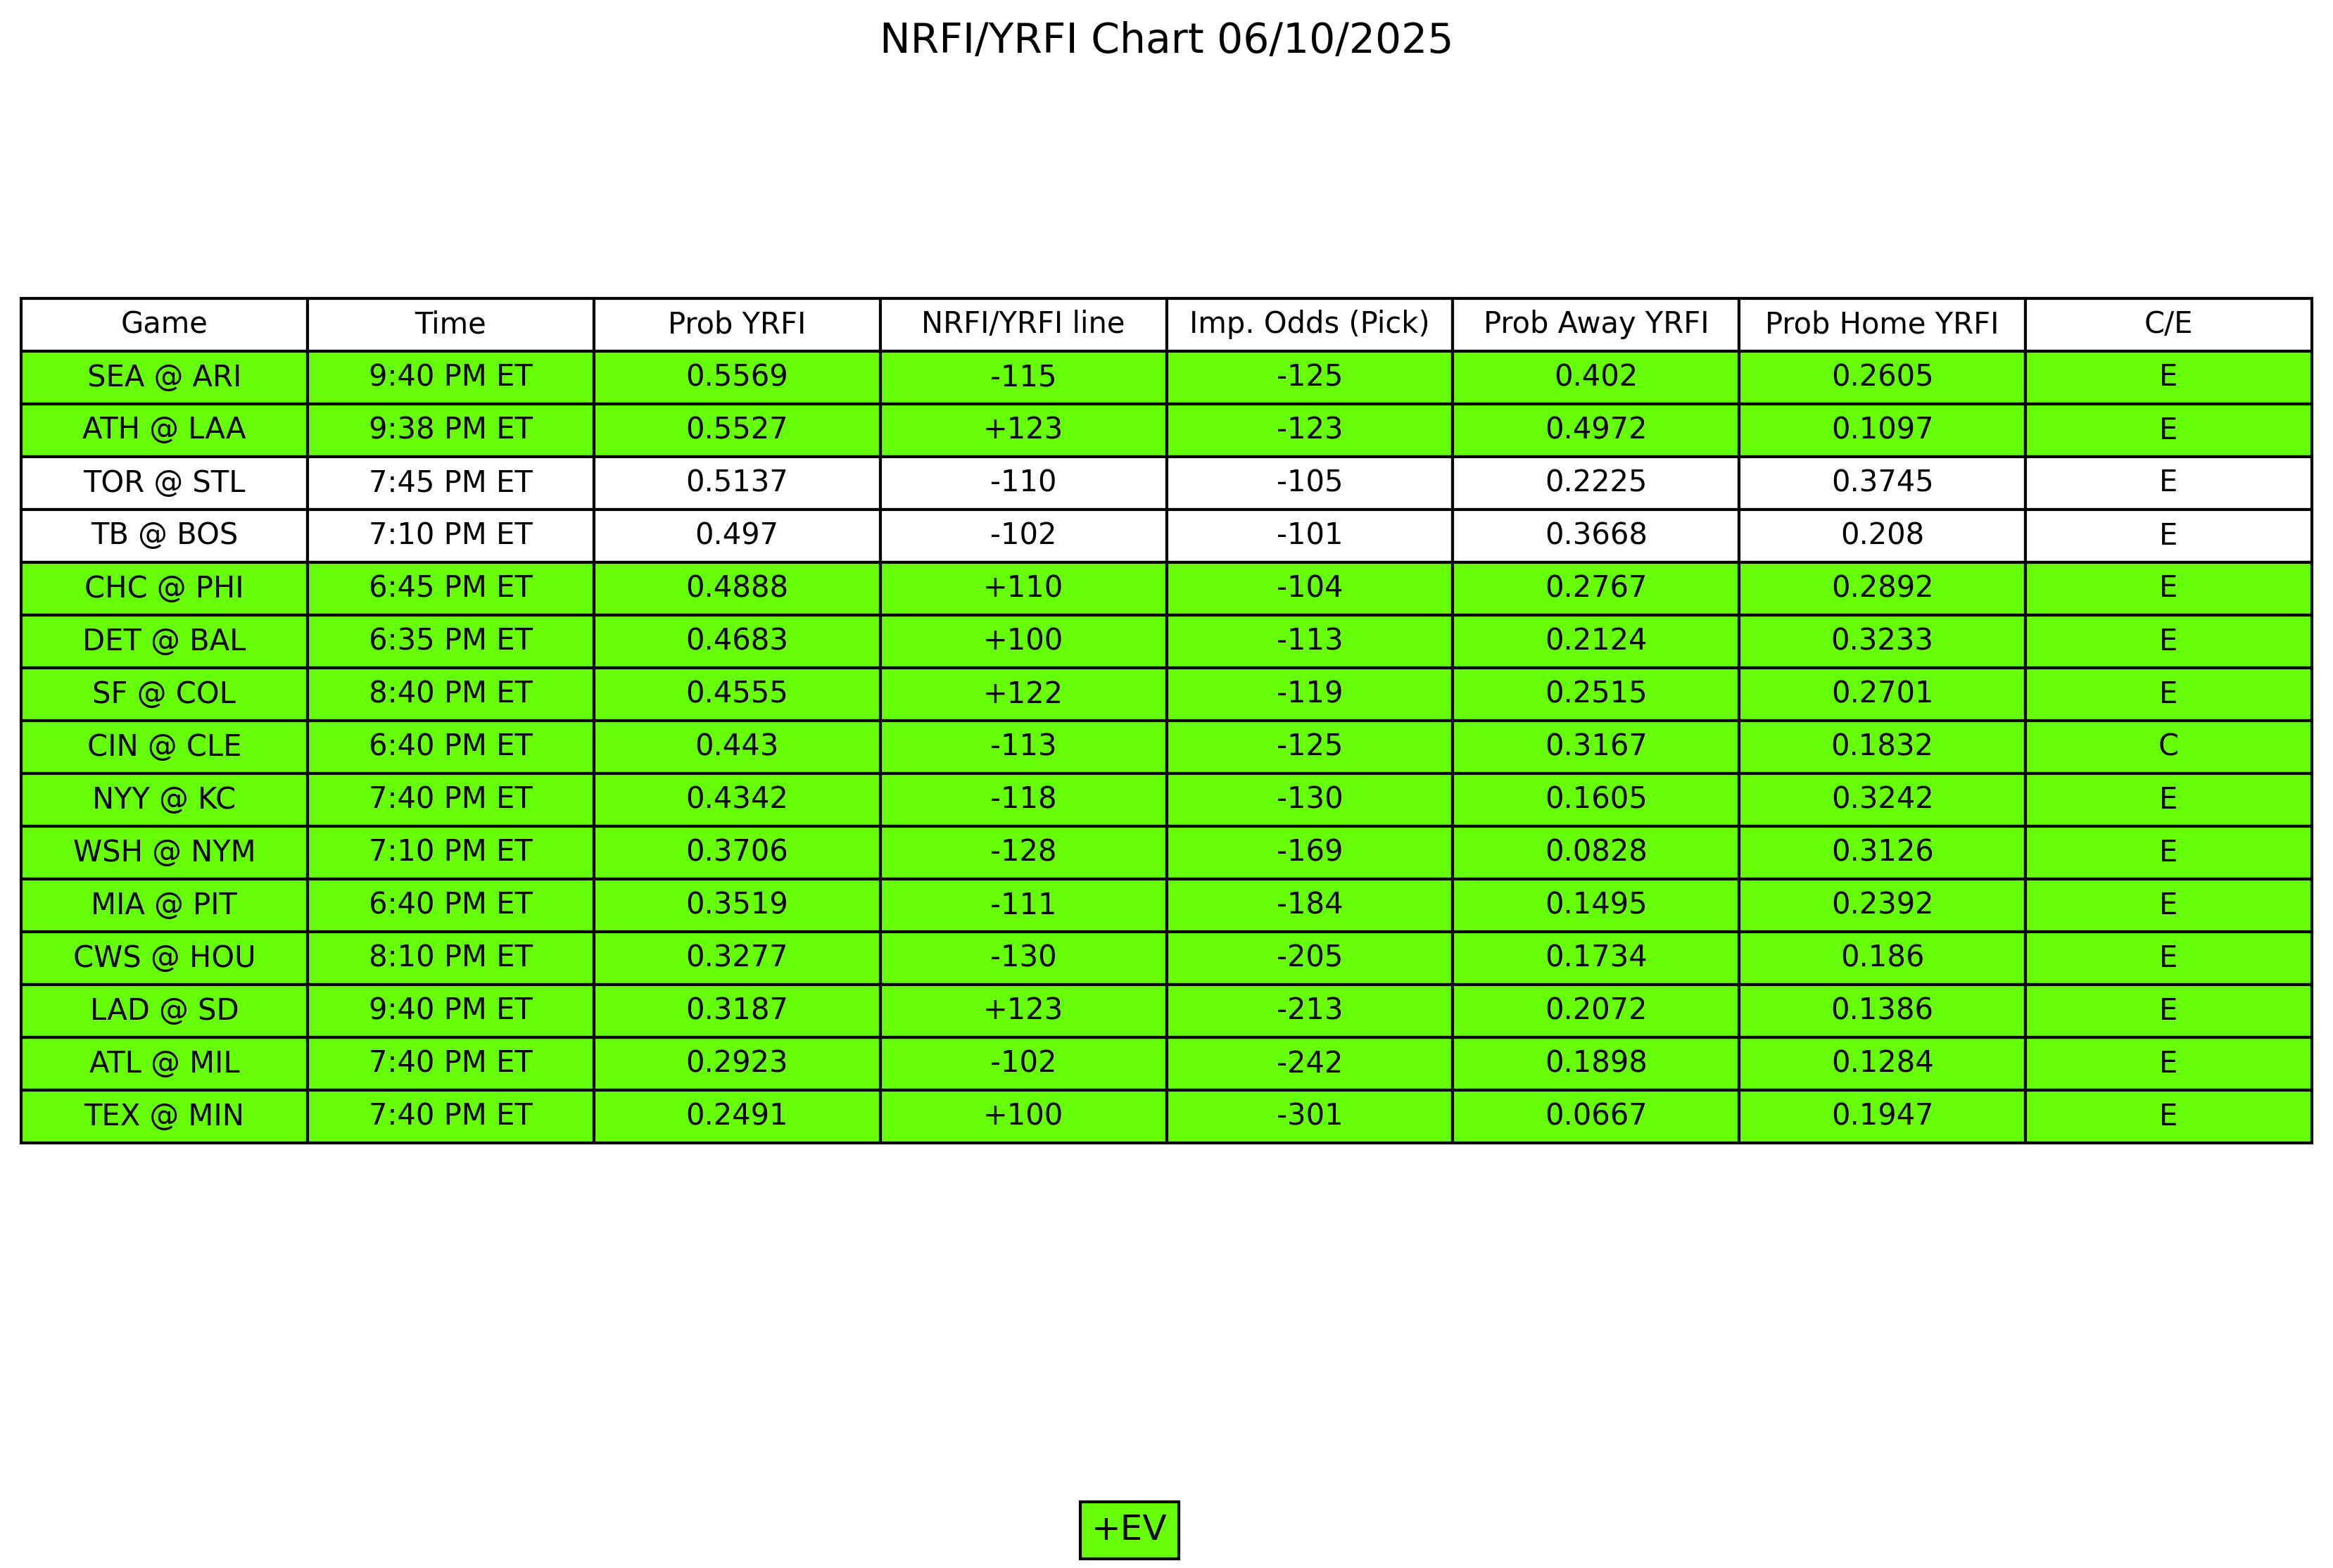 NRFI/YRFI Chart 06/10/2025
Game Time Prob YRFI NRFI/YRFI line Imp. Odds (Pick) Prob Away YRFI Prob Home YRFI C/E
SEA @ ARI 9:40 PM ET 0.5569 -115 -125 0.402 0.2605 E
ATH @ LAA 9:38 PM ET 0.5527 +123 -123 0.4972 0.1097 E
TOR @ STL 7:45 PM ET 0.5137 -110 -105 0.2225 0.3745 E
TB @ BOS 7:10 PM ET 0.497 -102 -101 0.3668 0.208 E
CHC @ PHI 6:45 PM ET 0.4888 +110 -104 0.2767 0.2892 E
DET @ BAL 6:35 PM ET 0.4683 +100 -113 0.2124 0.3233 E
SF @ COL 8:40 PM ET 0.4555 +122 -119 0.2515 0.2701 E
CIN @ CLE 6:40 PM ET 0.443 -113 -125 0.3167 0.1832 C
NYY @ KC 7:40 PM ET 0.4342 -118 -130 0.1605 0.3242 E
WSH @ NYM 7:10 PM ET 0.3706 -128 -169 0.0828 0.3126 E
MIA @ PIT 6:40 PM ET 0.3519 -111 -184 0.1495 0.2392 E
CWS @ HOU 8:10 PM ET 0.3277 -130 -205 0.1734 0.186 E
LAD @ SD 9:40 PM ET 0.3187 +123 -213 0.2072 0.1386 E
ATL @ MIL 7:40 PM ET 0.2923 -102 -242 0.1898 0.1284 E
TEX @ MIN 7:40 PM ET 0.2491 +100 -301 0.0667 0.1947 E
+EV